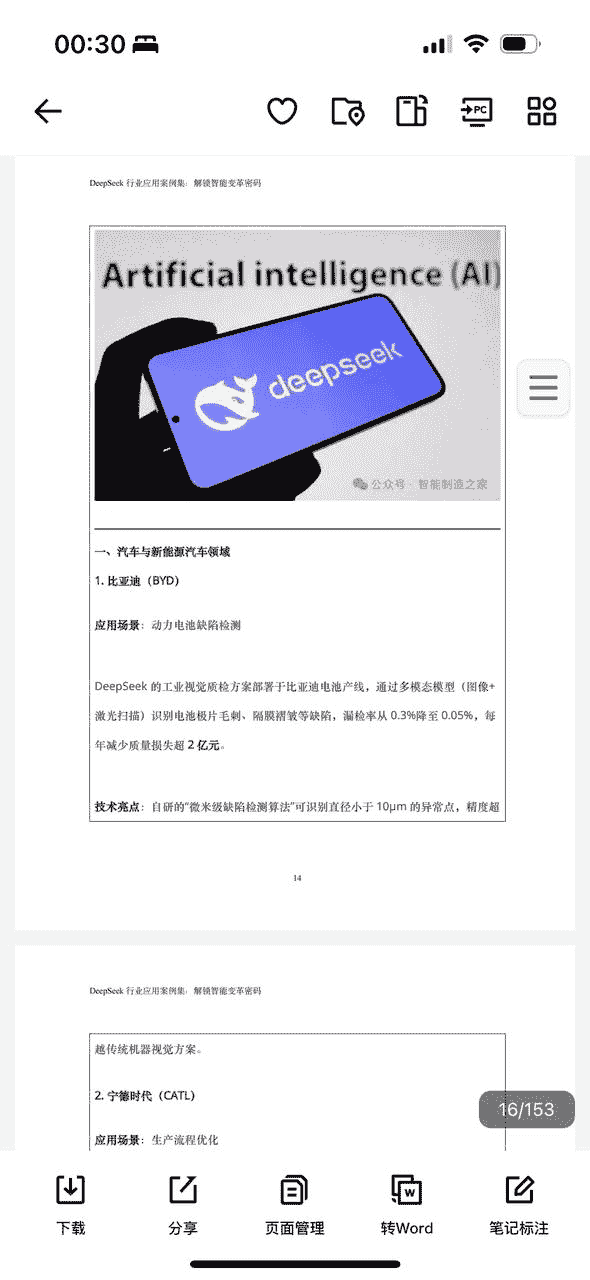 00:30
PC
DeepSeek 行业应用案例集：解锁智能变革密码
Artificial intelligence (AI)
deepseek
公众号 · 智能制造之家
一、汽车与新能源汽车领域
1. 比亚迪（BYD）
应用场景：动力电池缺陷检测
DeepSeek 的工业视觉质检方案部署于比亚迪电池产线，通过多模态模型（图像+
激光扫描）识别电池极片毛刺、隔膜褶皱等缺陷，漏检率从 0.3%降至 0.05%，每
年减少质量损失超 2 亿元。
技术亮点：自研的“微米级缺陷检测算法”可识别直径小于 10μm 的异常点，精度超
14
DeepSeek 行业应用案例集：解锁智能变革密码
越传统机器视觉方案。
2. 宁德时代（CATL）
16/153
应用场景：生产流程优化
下载
分享
页面管理
W
转Word
笔记标注